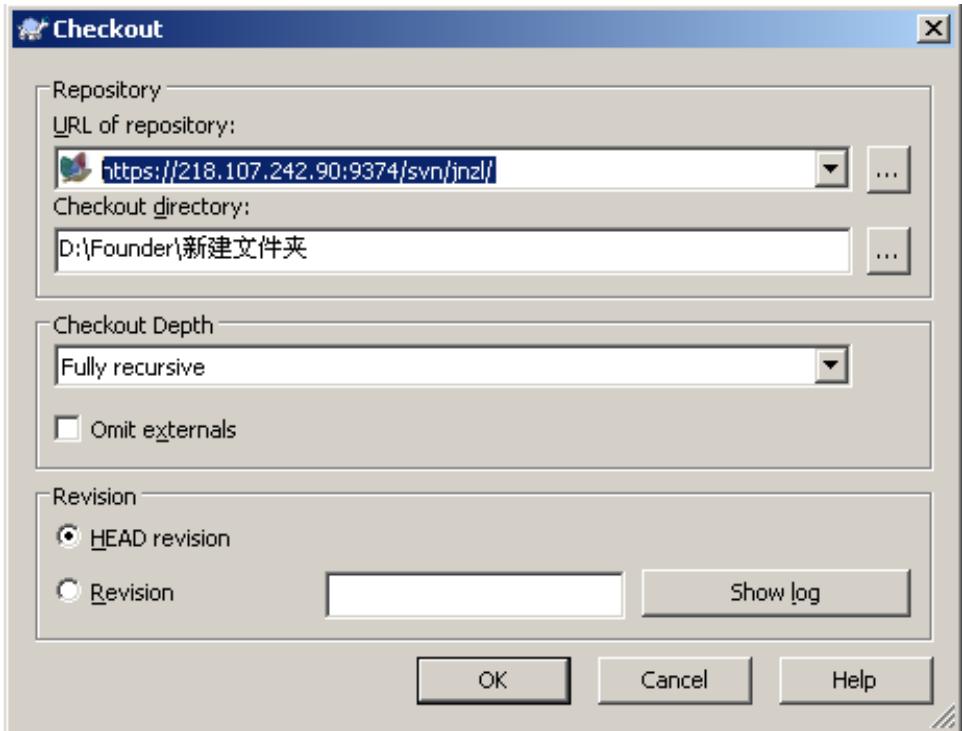 Checkout
Repository
URL of repository:
https://218.107.242.90:9374/svn/jnzl/
...
Checkout directory:
D:\Founder\新建文件夹
...
Checkout Depth
Fully recursive
Omit externals
Revision
HEAD revision
Revision
Show log
OK
Cancel
Help